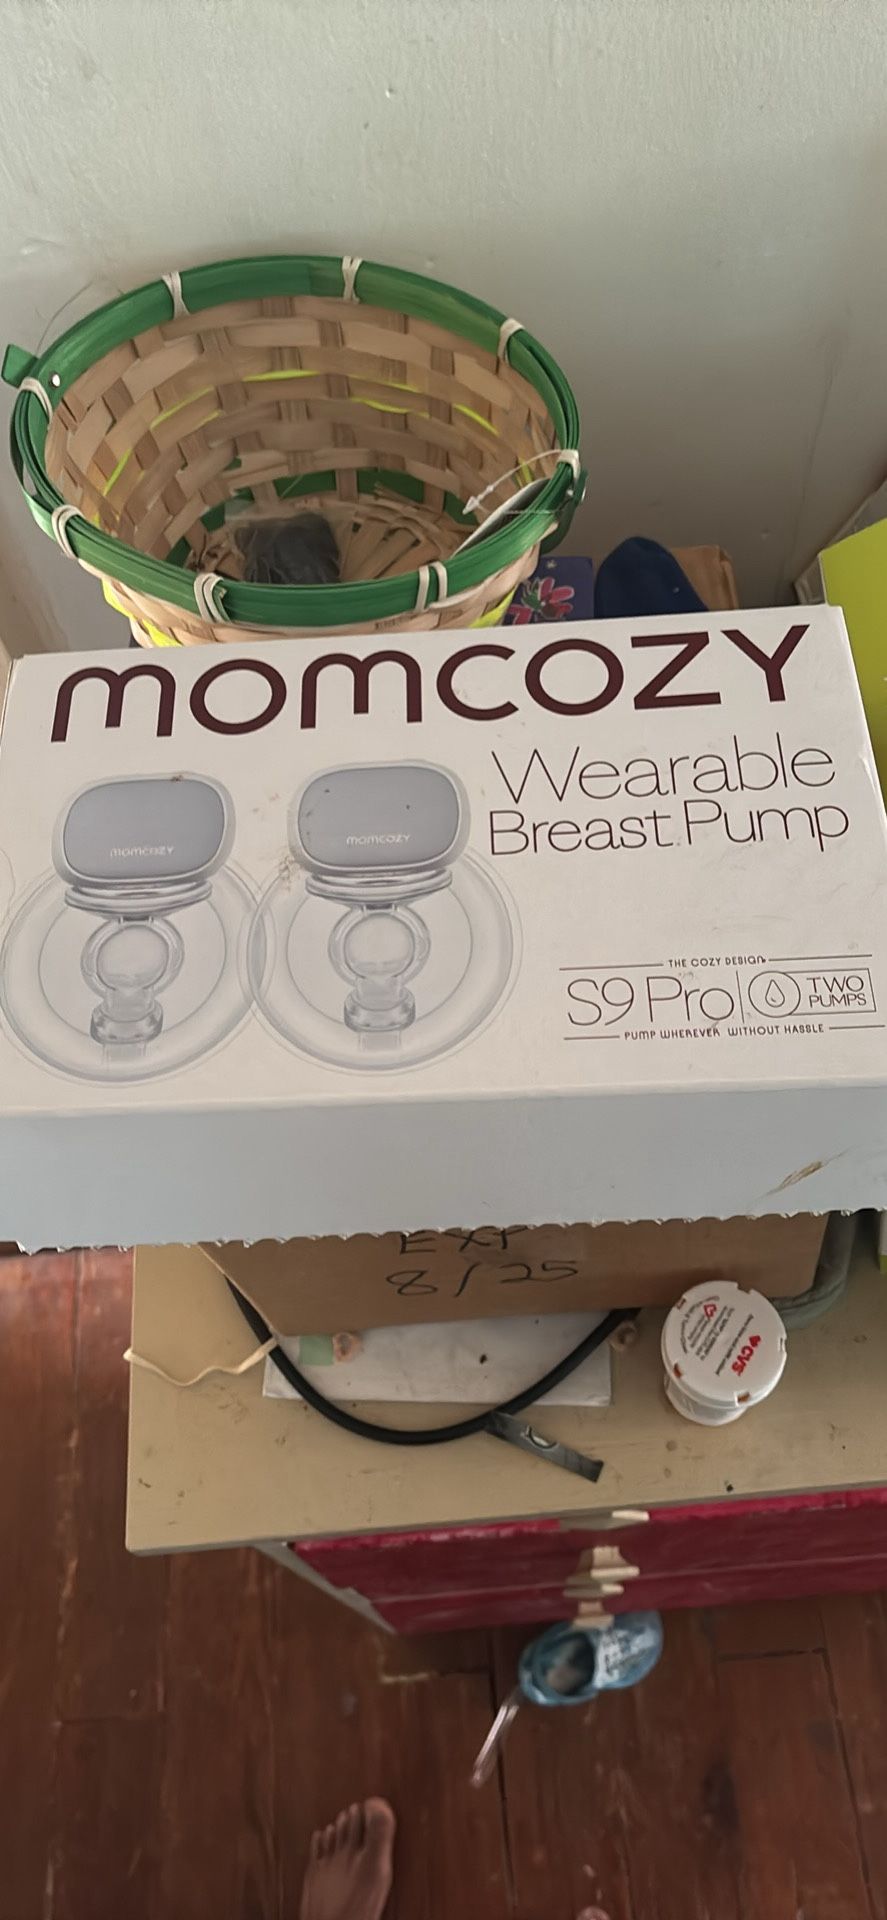 momcozy
Wearable
Breast Pump
momcozy
momcozy
THE COZY DESIGN
S9 Pro
TWO
PUMPS
PUMP WHEREVER WITHOUT HASSLE
EXP
8/25
CVS